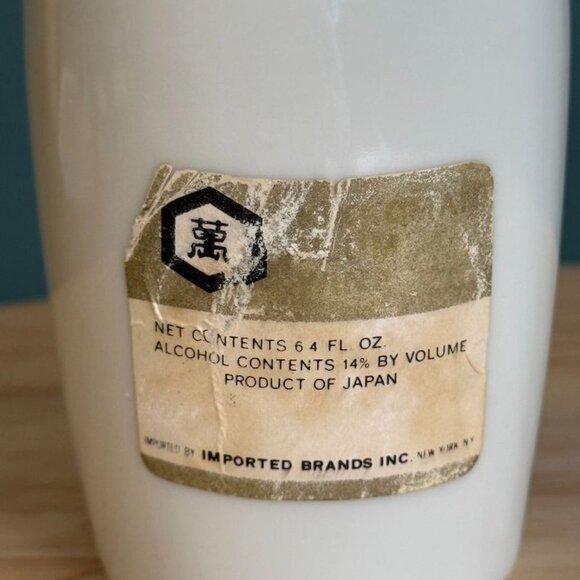 萬
NET CONTENTS 6.4 FL. OZ.
ALCOHOL CONTENTS 14% BY VOLUME
PRODUCT OF JAPAN
IMPORTED BY IMPORTED BRANDS INC. NEW YORK N.Y.